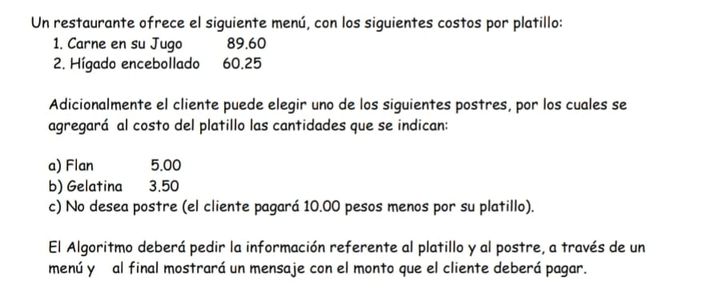 Un restaurante ofrece el siguiente menú, con los siguientes costos por platillo:
1. Carne en su Jugo 89.60
2. Hígado encebollado 60.25
Adicionalmente el cliente puede elegir uno de los siguientes postres, por los cuales se
agregará al costo del platillo las cantidades que se indican:
a) Flan 5.00
b) Gelatina 3.50
c) No desea postre (el cliente pagará 10.00 pesos menos por su platillo).
El Algoritmo deberá pedir la información referente al platillo y al postre, a través de un
menú y al final mostrará un mensaje con el monto que el cliente deberá pagar.